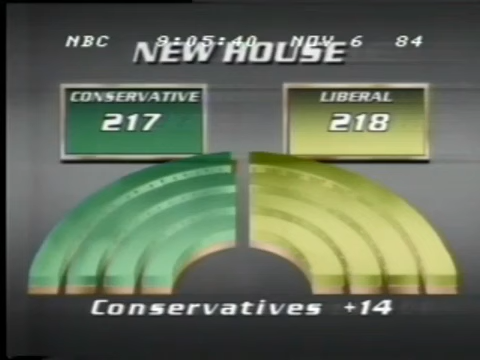 NBC 9:05:40 NOV 6 84
NEW HOUSE
CONSERVATIVE
217
LIBERAL
218
Conservatives +14